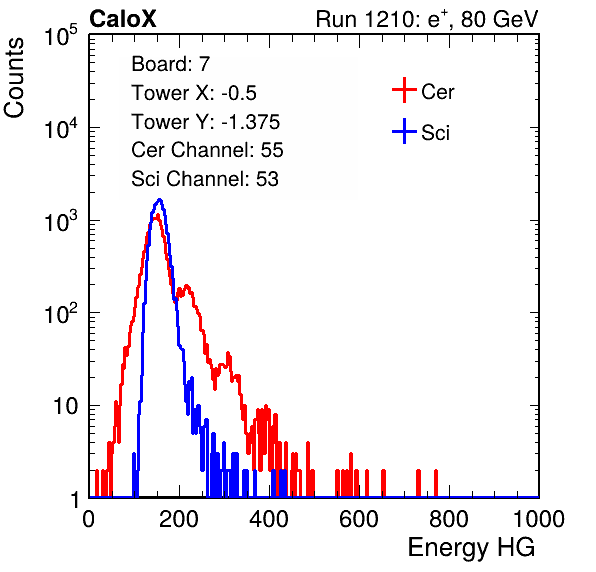 CaloX Run 1210: e⁺, 80 GeV
Counts
Board: 7
Tower X: -0.5
Tower Y: -1.375
Cer Channel: 55
Sci Channel: 53
Cer
Sci
10⁵
10⁴
10³
10²
10
1
0 200 400 600 800 1000
Energy HG